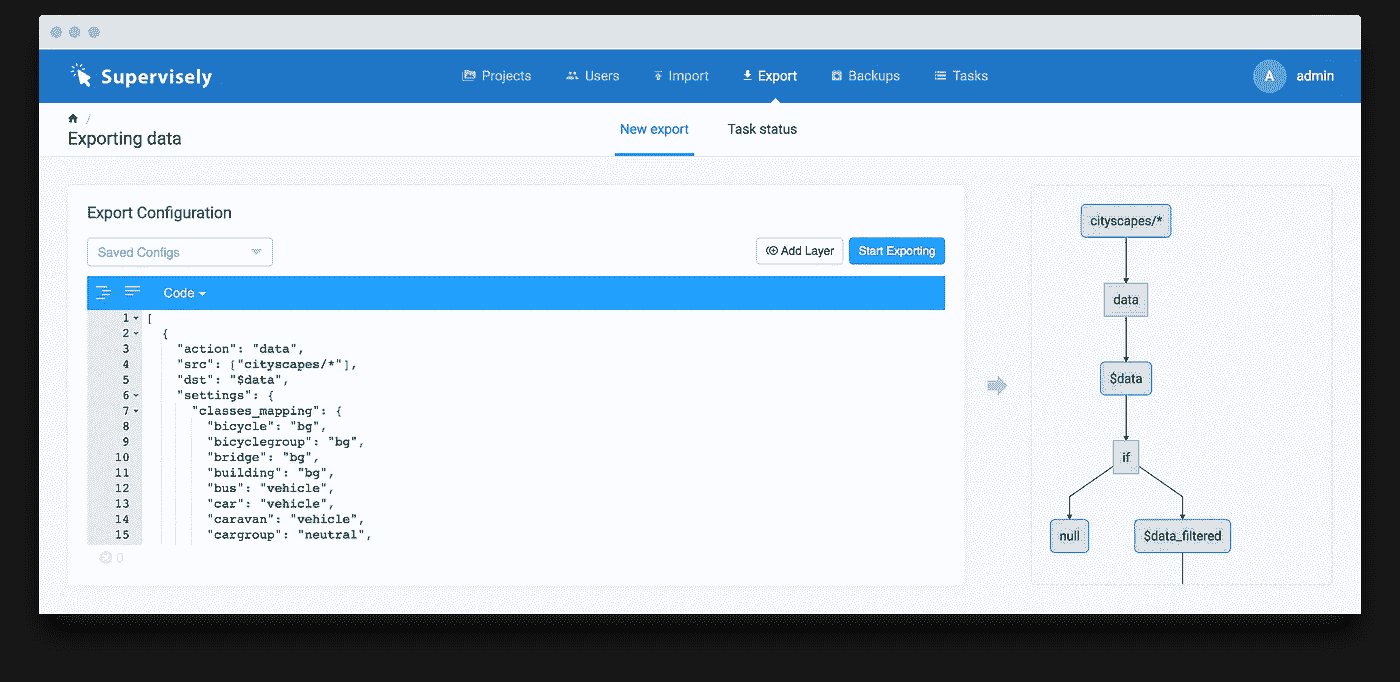 Supervisely
Projects Users Import Export Backups Tasks
A admin
/
Exporting data
New export Task status
Export Configuration
Saved Configs
Add Layer Start Exporting
Code
1 [
2 {
3 "action": "data",
4 "src": ["cityscapes/*"],
5 "dst": "$data",
6 "settings": {
7 "classes_mapping": {
8 "bicycle": "bg",
9 "bicyclegroup": "bg",
10 "bridge": "bg",
11 "building": "bg",
12 "bus": "vehicle",
13 "car": "vehicle",
14 "caravan": "vehicle",
15 "cargroup": "neutral",
0
cityscapes/*
data
$data
if
null $data_filtered